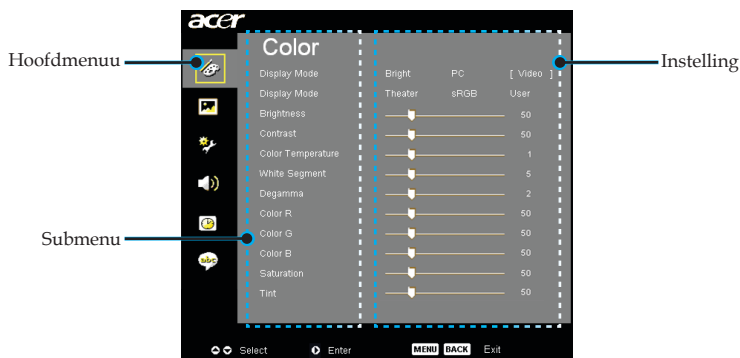 acer
Color
Hoofdmenuu
Instelling
Display Mode Bright PC [ Video ]
Display Mode Theater sRGB User
Brightness 50
Contrast 50
Color Temperature 1
White Segment 5
Degamma 2
Color R 50
Color G 50
Submenu
Color B 50
Saturation 50
Tint 50
abc
Select Enter MENU BACK Exit